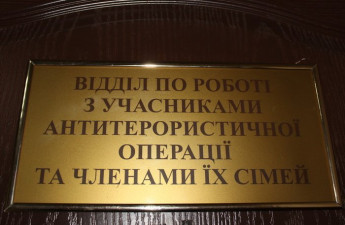 ВІДДІЛ ПО РОБОТІ
З УЧАСНИКАМИ
АНТИТЕРОРИСТИЧНОЇ
ОПЕРАЦІЇ
ТА ЧЛЕНАМИ ЇХ СІМЕЙ